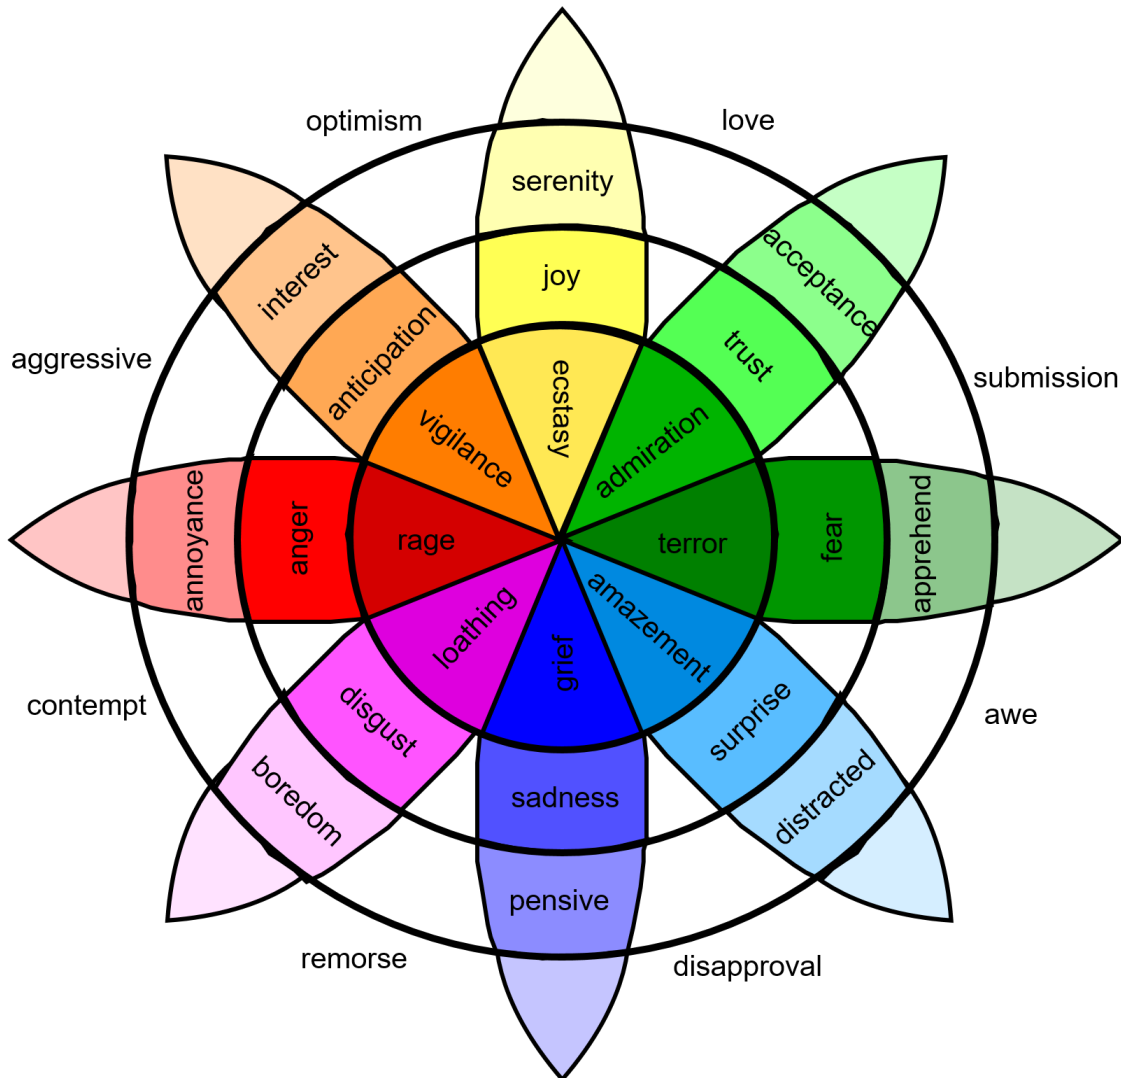 optimism
love
serenity
interest
acceptance
joy
anticipation
trust
aggressive
submission
ecstasy
vigilance
admiration
annoyance
anger
rage
terror
fear
apprehend
loathing
grief
amazement
contempt
disgust
surprise
awe
boredom
sadness
distracted
pensive
remorse
disapproval